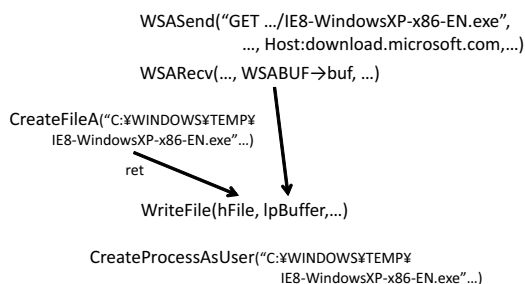 WSASend("GET …/IE8-WindowsXP-x86-EN.exe",
…, Host:download.microsoft.com,…)
WSARecv(…, WSABUF→buf, …)
CreateFileA("C:¥WINDOWS¥TEMP¥
IE8-WindowsXP-x86-EN.exe"…)
ret
WriteFile(hFile, lpBuffer,…)
CreateProcessAsUser("C:¥WINDOWS¥TEMP¥
IE8-WindowsXP-x86-EN.exe"…)